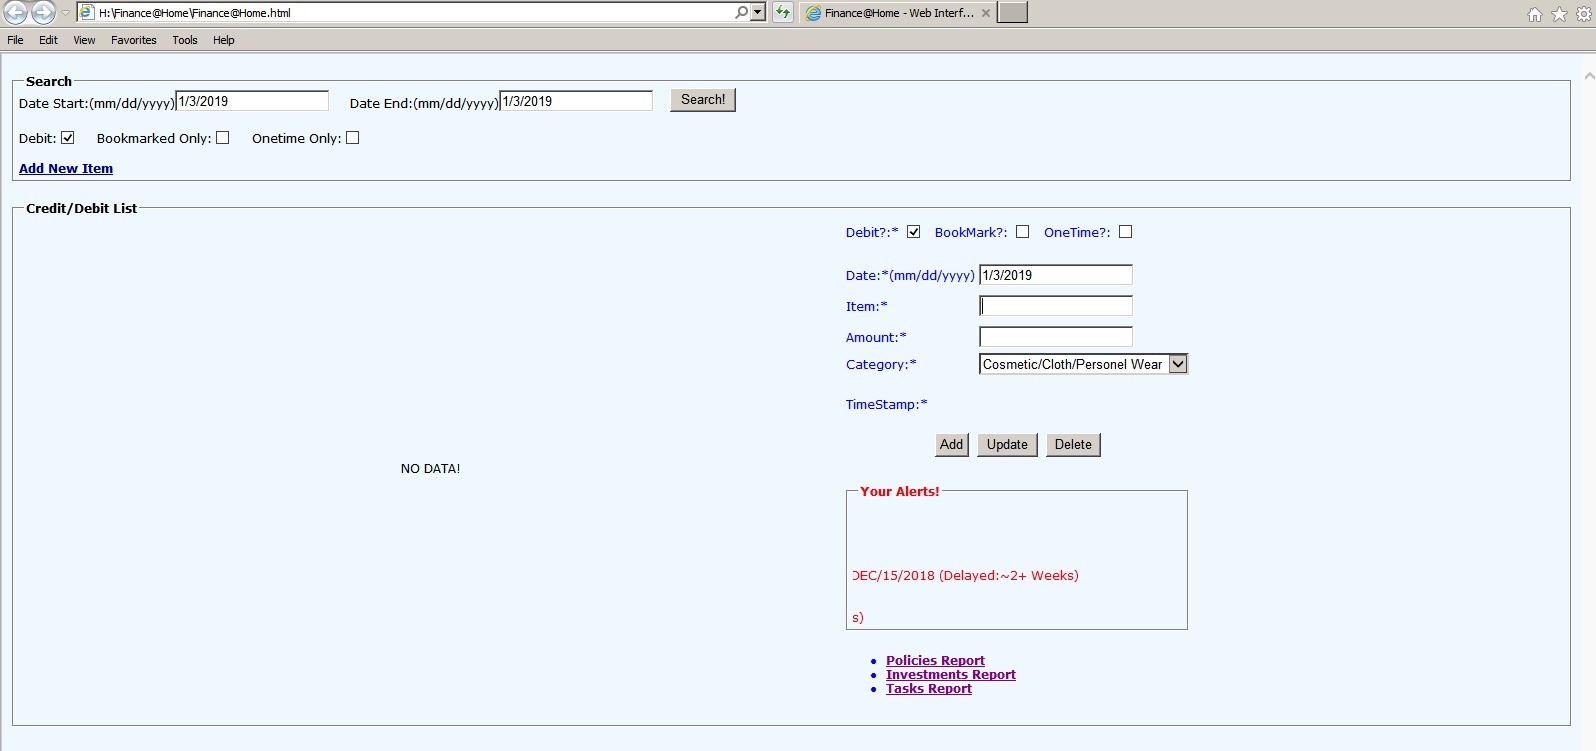 H:\Finance@Home\Finance@Home.html
Finance@Home - Web Interf...
File Edit View Favorites Tools Help
Search
Date Start:(mm/dd/yyyy) 1/3/2019 Date End:(mm/dd/yyyy) 1/3/2019 Search!
Debit: Bookmarked Only: Onetime Only:
Add New Item
Credit/Debit List
Debit?:* BookMark?: OneTime?:
Date:*(mm/dd/yyyy) 1/3/2019
Item:*
Amount:*
Category:* Cosmetic/Cloth/Personel Wear
TimeStamp:*
Add Update Delete
NO DATA!
Your Alerts!
DEC/15/2018 (Delayed:~2+ Weeks)
s)
Policies Report
Investments Report
Tasks Report